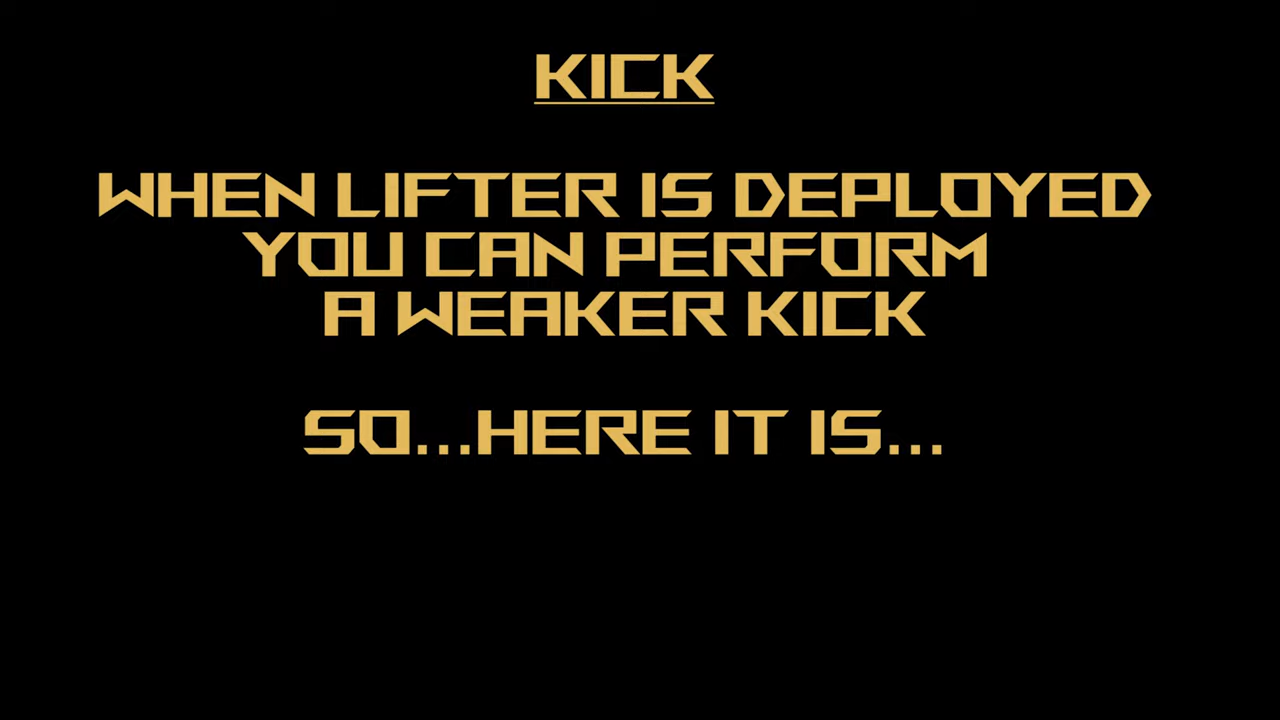 KICK
WHEN LIFTER IS DEPLOYED
YOU CAN PERFORM
A WEAKER KICK
SO...HERE IT IS...